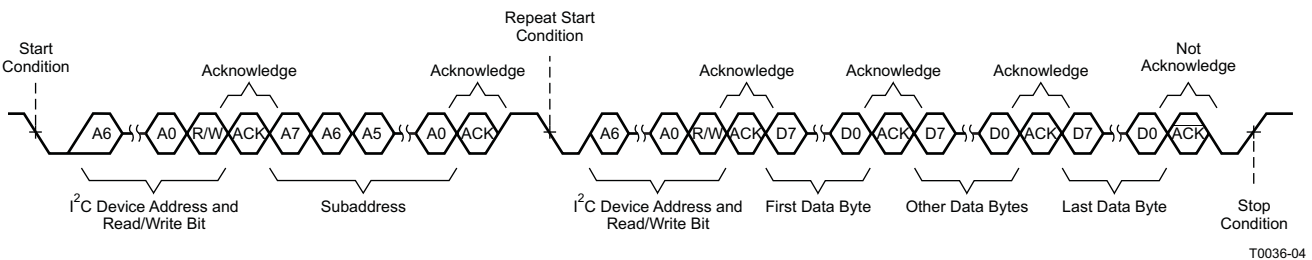 Repeat Start
Condition
Start
Condition
Not
Acknowledge
Acknowledge
Acknowledge
Acknowledge
Acknowledge
Acknowledge
A6 A0 R/W ACK A7 A6 A5 A0 ACK A6 A0 R/W ACK D7 D0 ACK D7 D0 ACK D7 D0 ACK
I2C Device Address and
Read/Write Bit
Subaddress
I2C Device Address and
Read/Write Bit
First Data Byte
Other Data Bytes
Last Data Byte
Stop
Condition
T0036-04